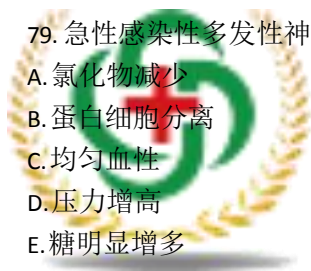 79. 急性感染性多发性神
A. 氯化物减少
B. 蛋白细胞分离
C. 均匀血性
D.压力增高
E. 糖明显增多